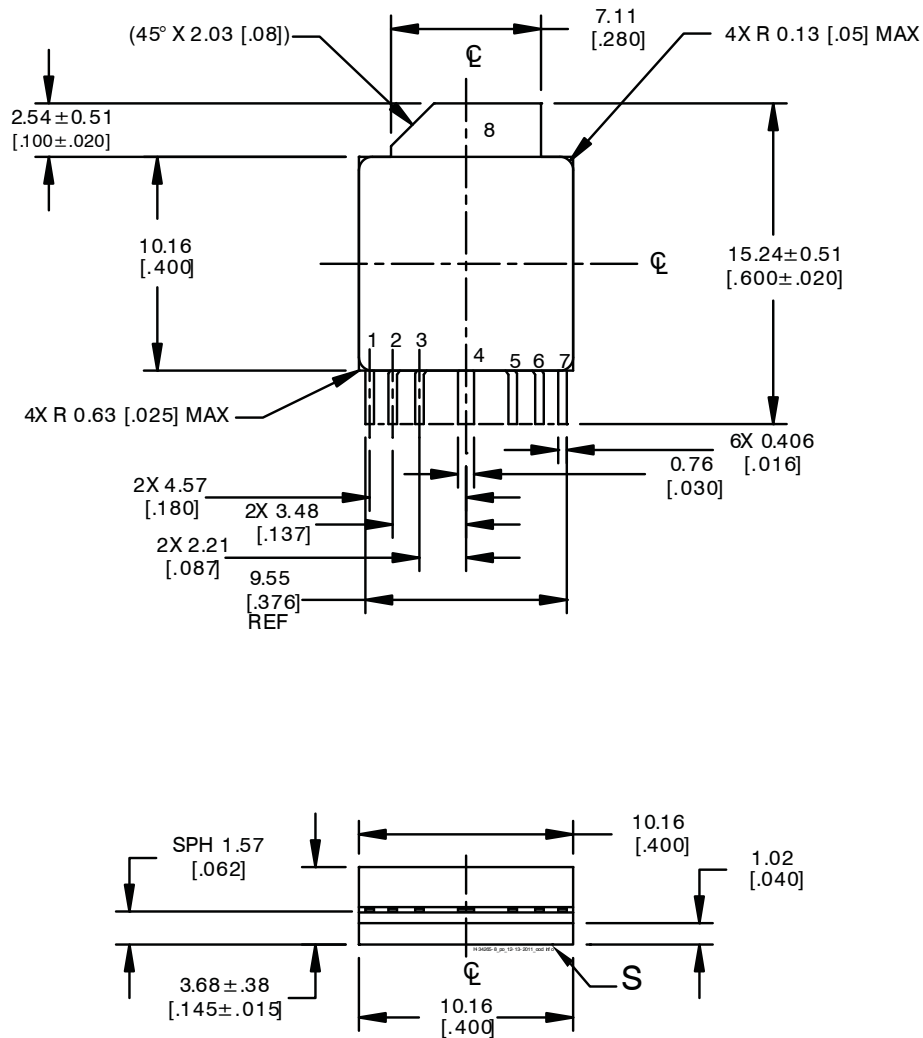 7.11
[.280]
(45° X 2.03 [.08])
4X R 0.13 [.05] MAX
℄
2.54±0.51
[.100±.020]
8
10.16
[.400]
℄
15.24±0.51
[.600±.020]
1 2 3 4 5 6 7
4X R 0.63 [.025] MAX
6X 0.406
[.016]
0.76
[.030]
2X 4.57
[.180]
2X 3.48
[.137]
2X 2.21
[.087]
9.55
[.376]
REF
SPH 1.57
[.062]
10.16
[.400]
1.02
[.040]
3.68±.38
[.145±.015]
℄
S
10.16
[.400]